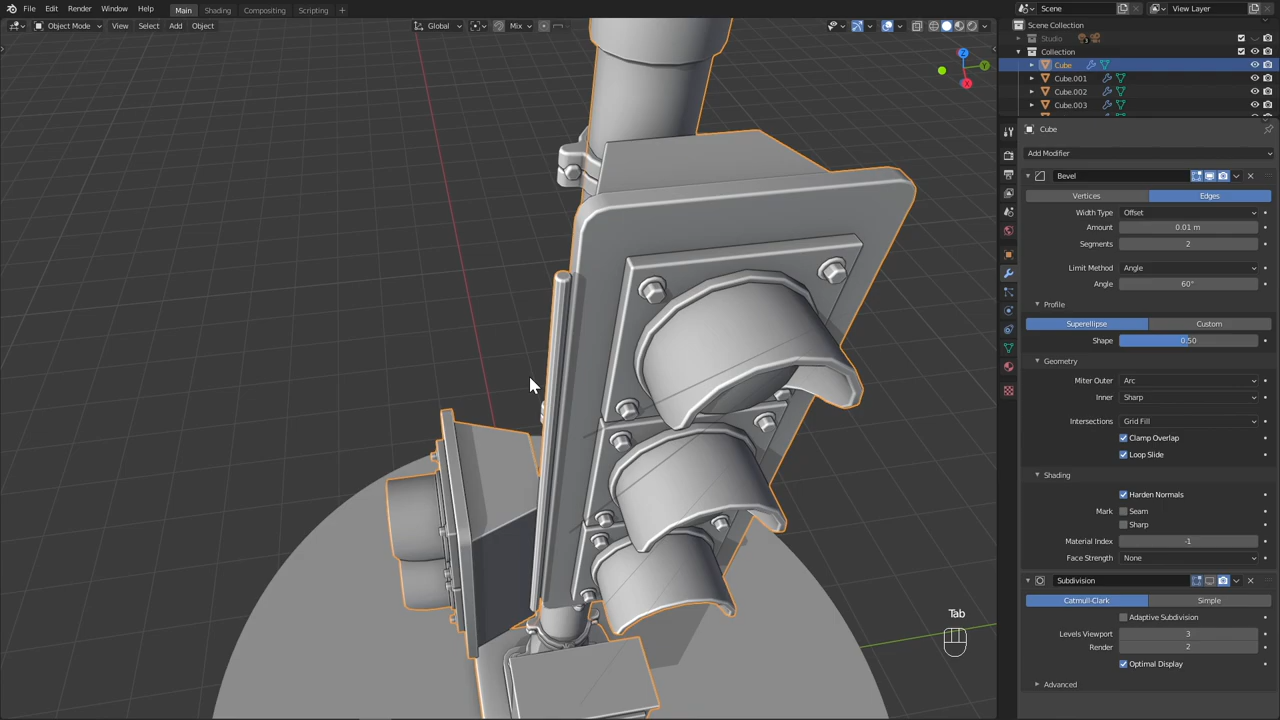 File Edit Render Window Help Main Shading Compositing Scripting + Scene View Layer
Object Mode View Select Add Object Global Mix
Scene Collection
Studio
Collection
Cube
Cube.001
Cube.002
Cube.003
Cube
Add Modifier
Bevel
Vertices Edges
Width Type Offset
Amount 0.01 m
Segments 2
Limit Method Angle
Angle 60°
Profile
Superellipse Custom
Shape 0.50
Geometry
Miter Outer Arc
Inner Sharp
Intersections Grid Fill
Clamp Overlap
Loop Slide
Shading
Harden Normals
Mark Seam
Sharp
Material Index -1
Face Strength None
Subdivision
Catmull-Clark Simple
Adaptive Subdivision
Levels Viewport 3
Render 2
Optimal Display
Advanced
Tab
X
Y
Z